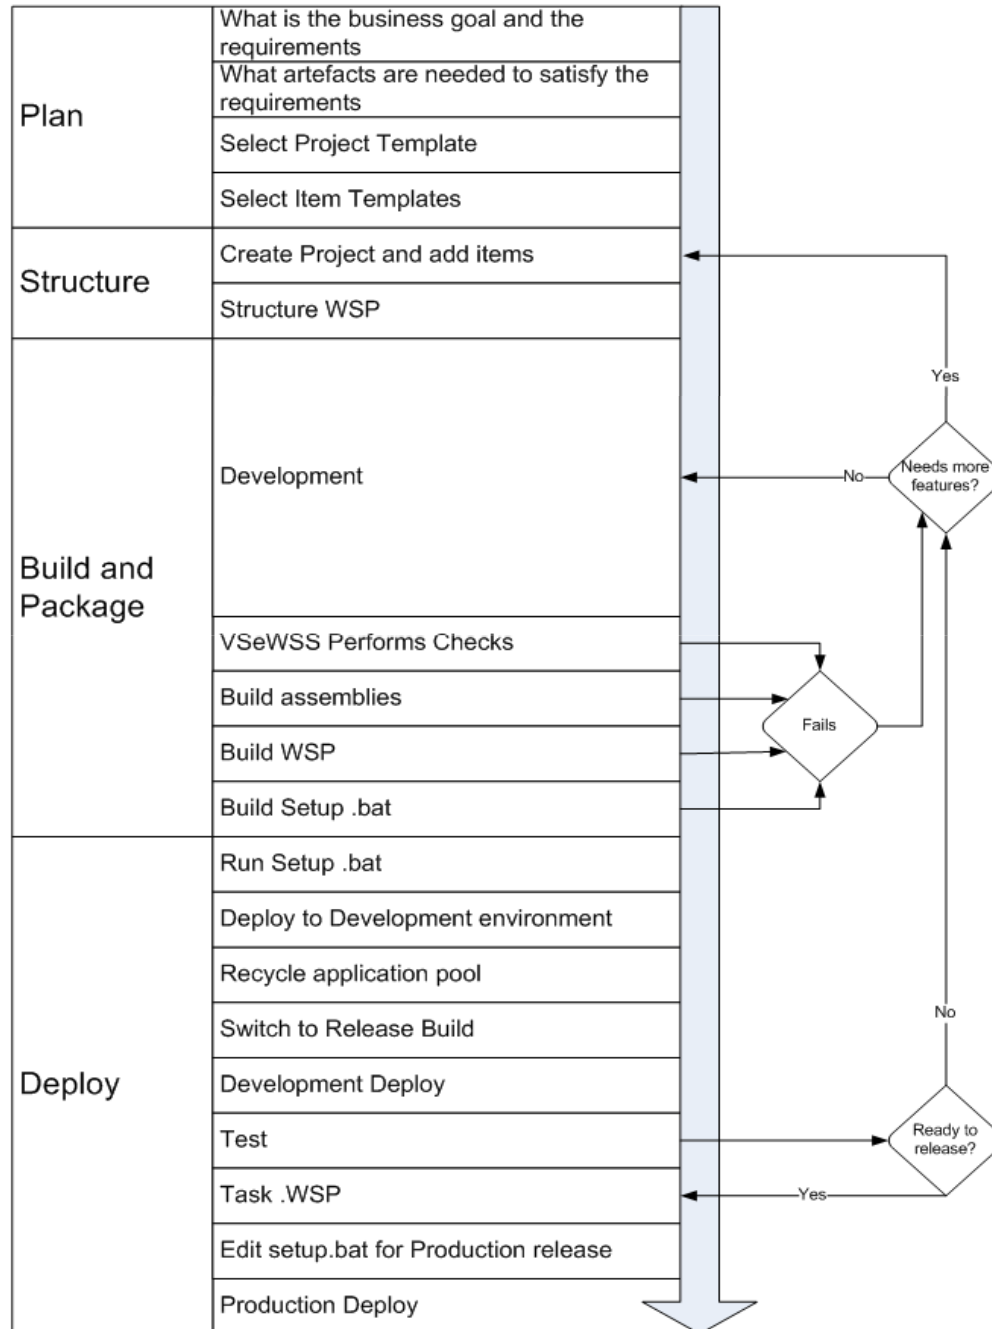 What is the business goal and the
requirements
What artefacts are needed to satisfy the
requirements
Plan
Select Project Template
Select Item Templates
Create Project and add items
Structure
Structure WSP
Yes
Needs more
features?
No
Development
Build and
Package
VSeWSS Performs Checks
Build assemblies
Fails
Build WSP
Build Setup .bat
Run Setup .bat
Deploy to Development environment
Recycle application pool
No
Switch to Release Build
Deploy
Development Deploy
Test
Ready to
release?
Task .WSP
Yes
Edit setup.bat for Production release
Production Deploy